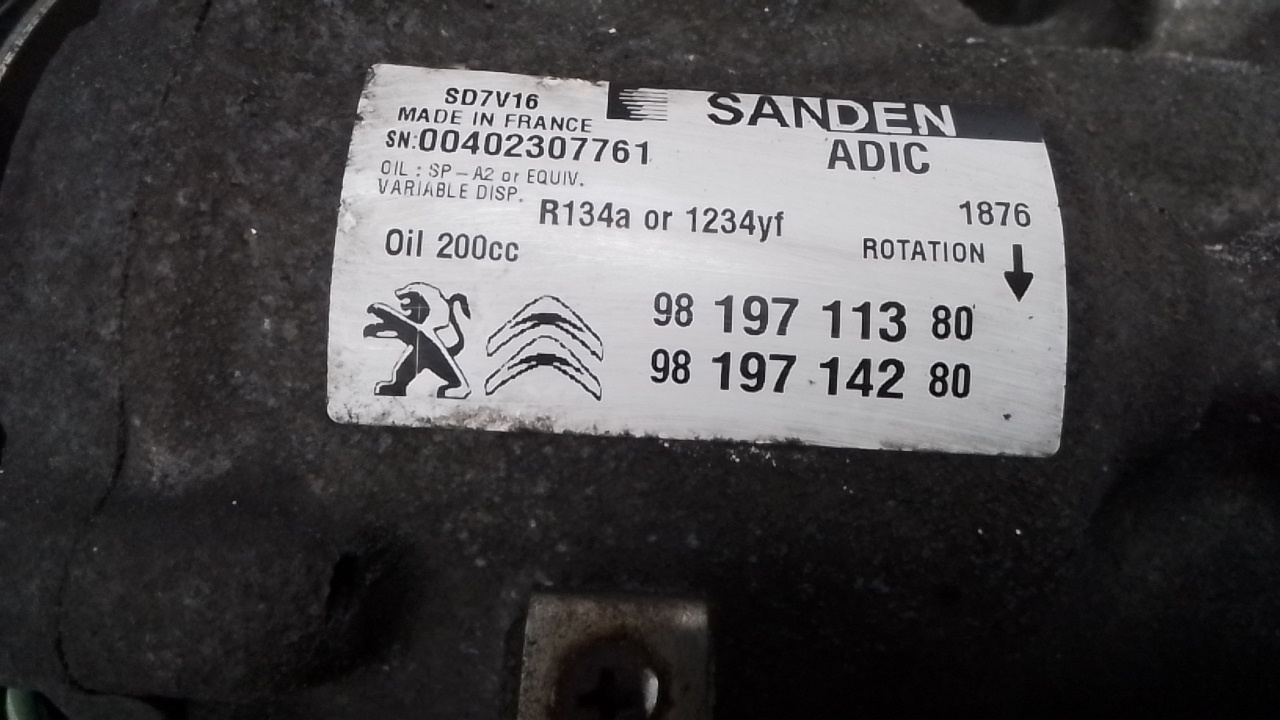 SD7V16
MADE IN FRANCE
SN:00402307761
OIL : SP-A2 or EQUIV.
VARIABLE DISP.
SANDEN
ADIC
R134a or 1234yf
1876
Oil 200cc
ROTATION
98 197 113 80
98 197 142 80